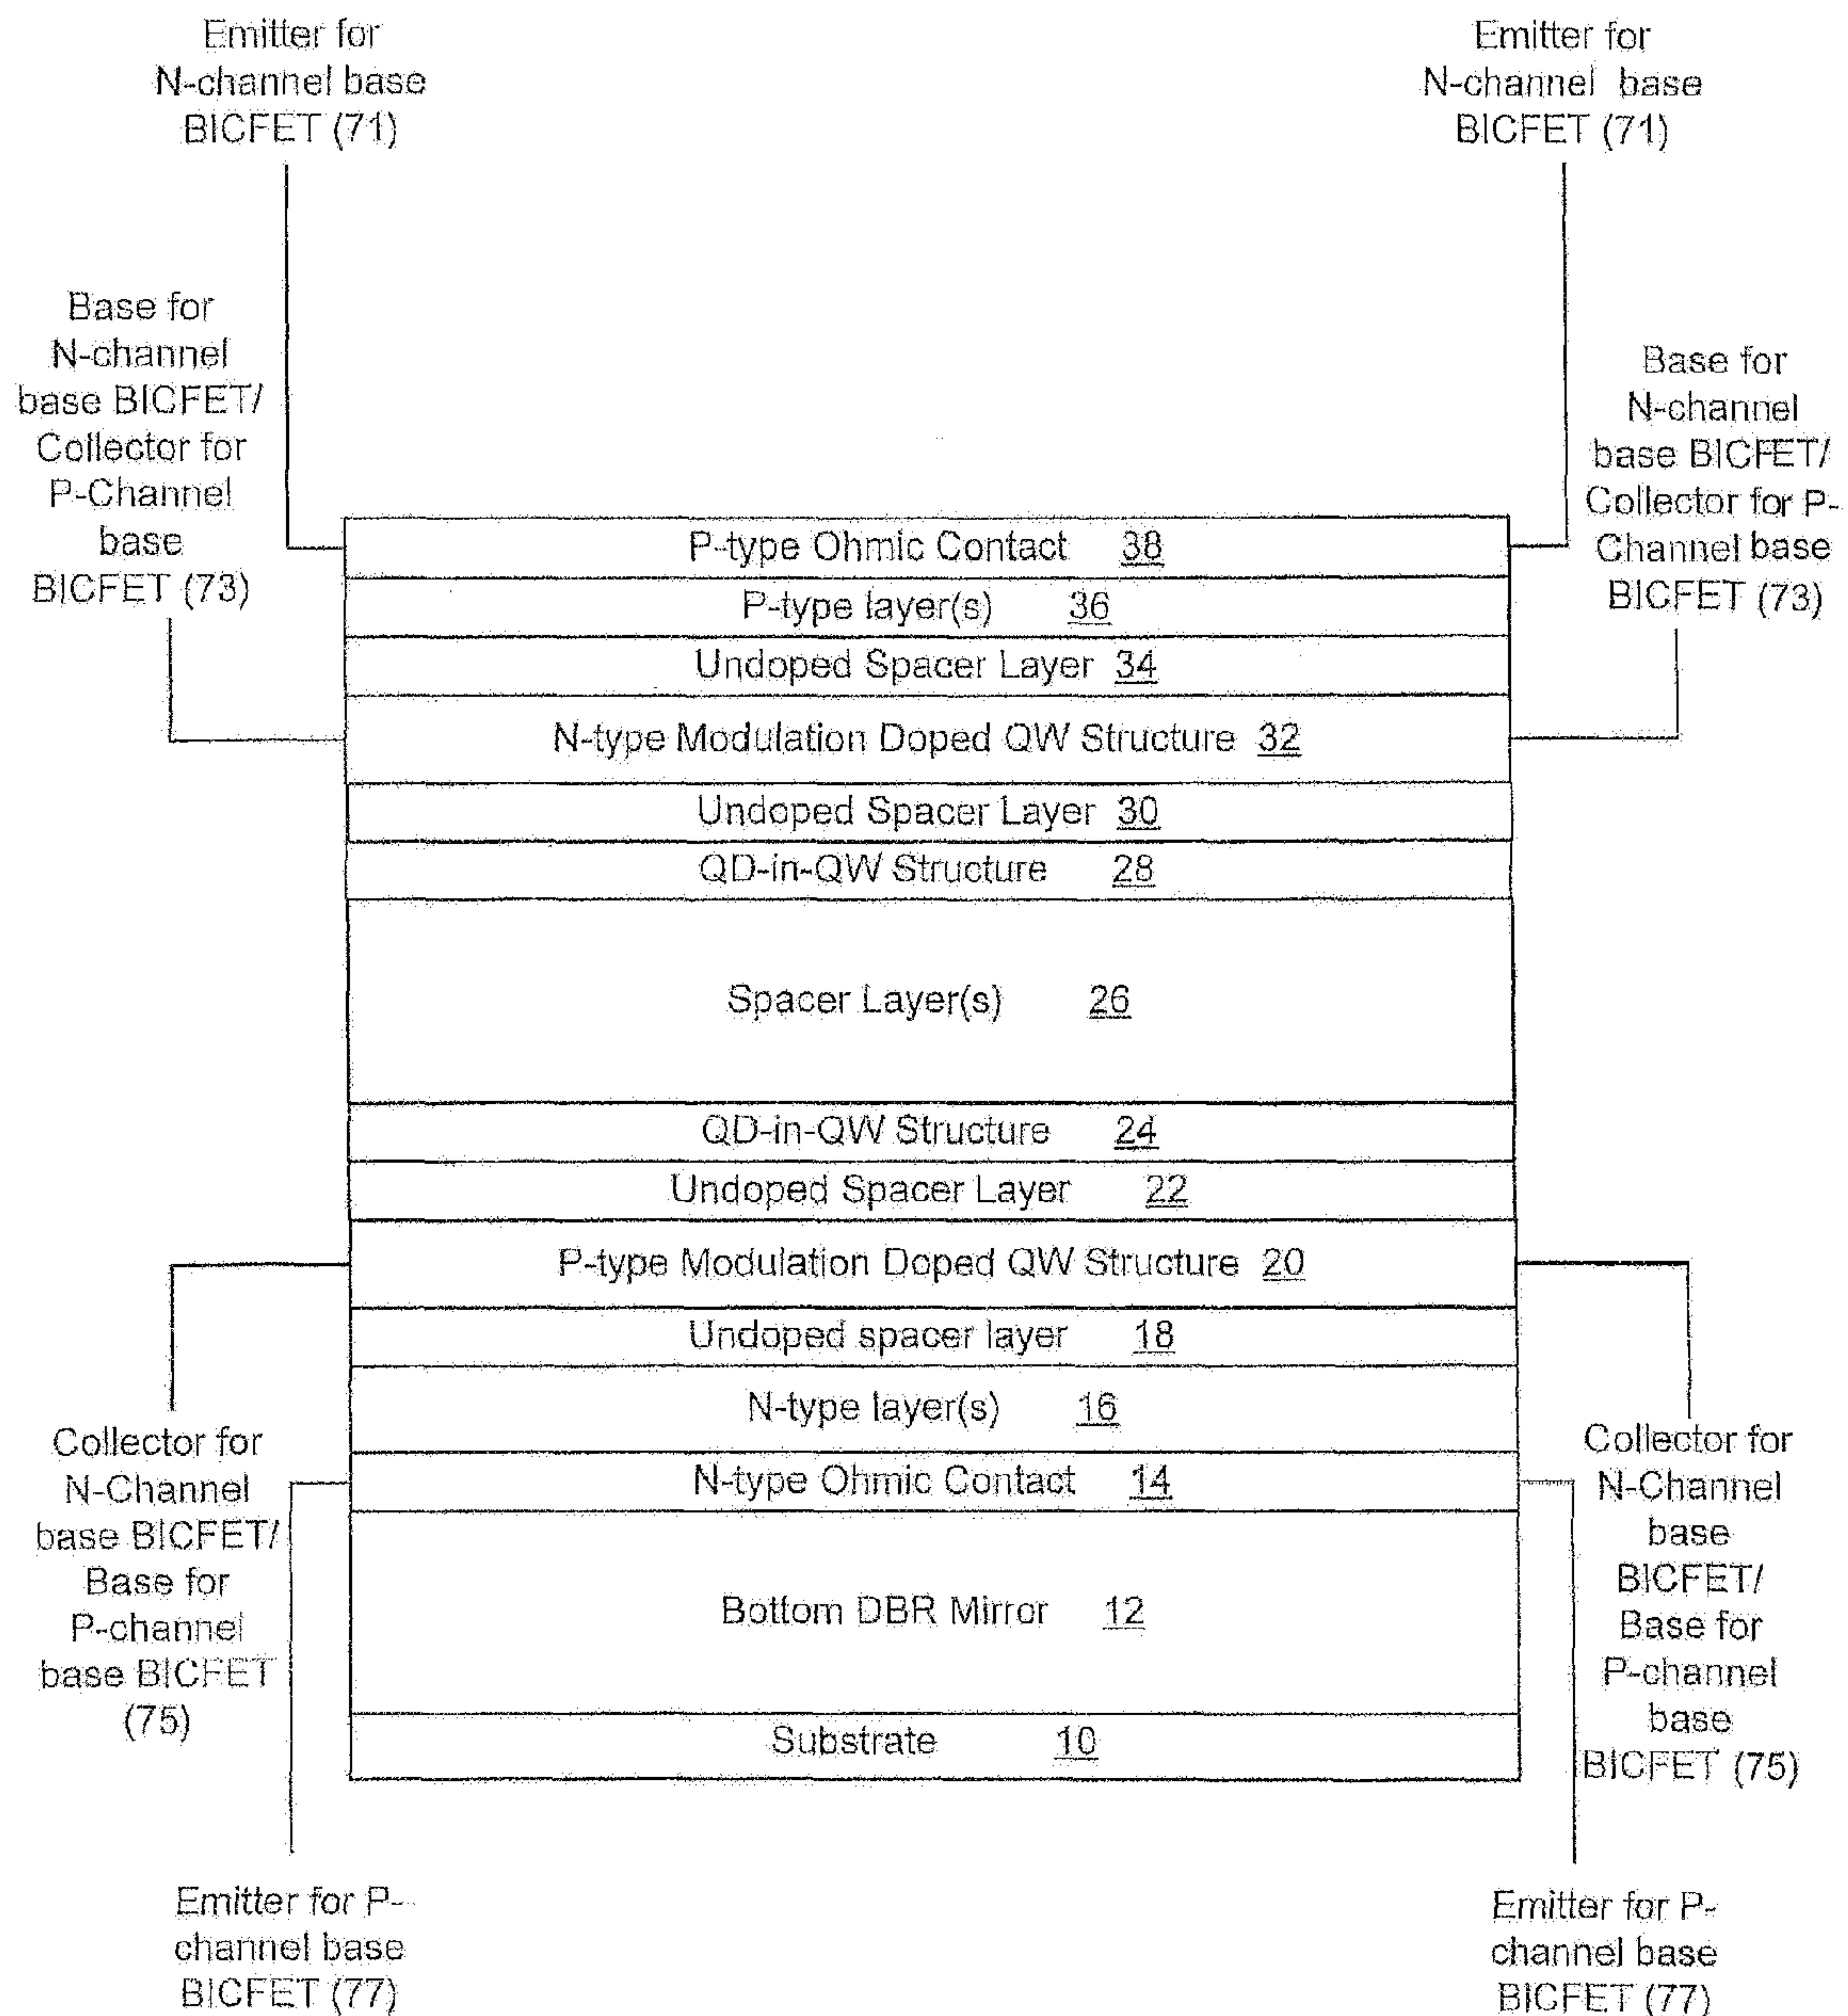 Emitter for
N-channel base
BICFET (71)
Emitter for
N-channel base
BICFET (71)
Base for
N-channel
base BICFET/
Collector for
P-Channel
base
BICFET (73)
Base for
N-channel
base BICFET/
Collector for P-
Channel base
BICFET (73)
P-type Ohmic Contact 38
P-type layer(s) 36
Undoped Spacer Layer 34
N-type Modulation Doped QW Structure 32
Undoped Spacer Layer 30
QD-in-QW Structure 28
Spacer Layer(s) 26
QD-in-QW Structure 24
Undoped Spacer Layer 22
P-type Modulation Doped QW Structure 20
Undoped spacer layer 18
N-type layer(s) 16
N-type Ohmic Contact 14
Bottom DBR Mirror 12
Substrate 10
Collector for
N-Channel
base BICFET/
Base for
P-channel
base BICFET
(75)
Collector for
N-Channel
base
BICFET/
Base for
P-channel
base
BICFET (75)
Emitter for P-
channel base
BICFET (77)
Emitter for P-
channel base
BICFET (77)